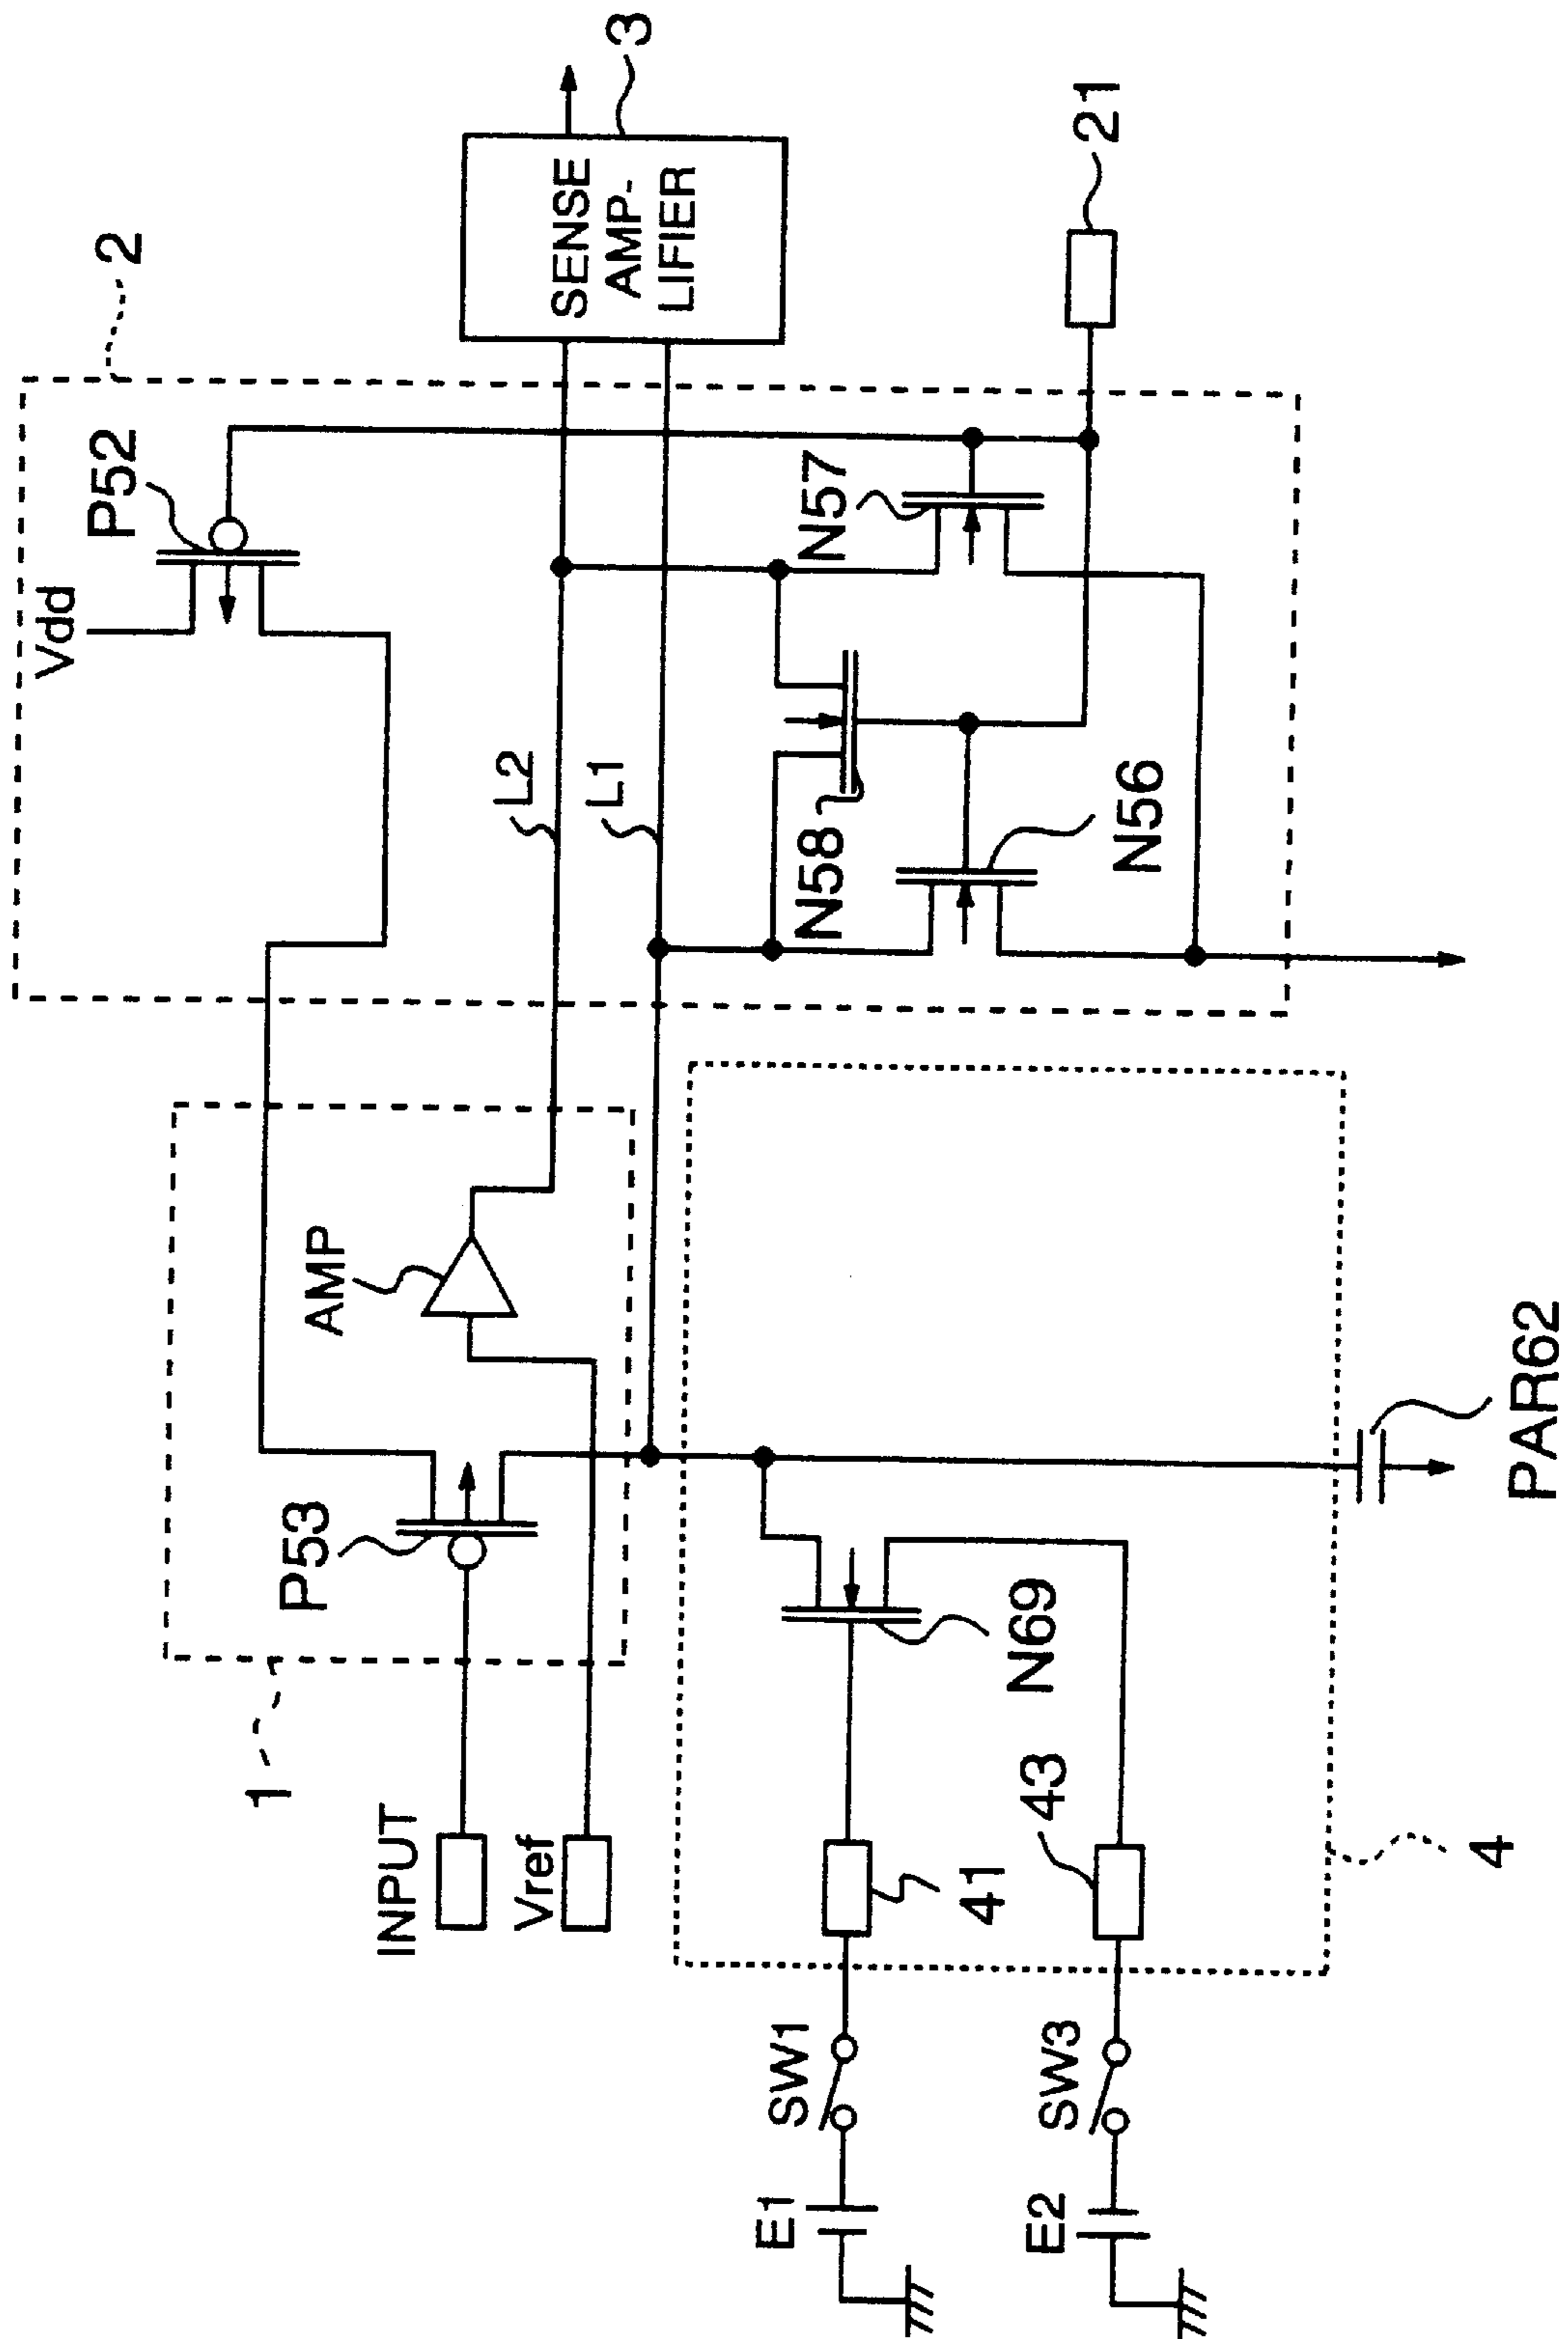 Vdd
P52
2
SENSE
AMP-
LIFIER
3
L2
L1
N57
21
N58
N56
AMP
P53
1
INPUT
Vref
N69
41
43
4
PAR62
SW1
SW3
E1
E2